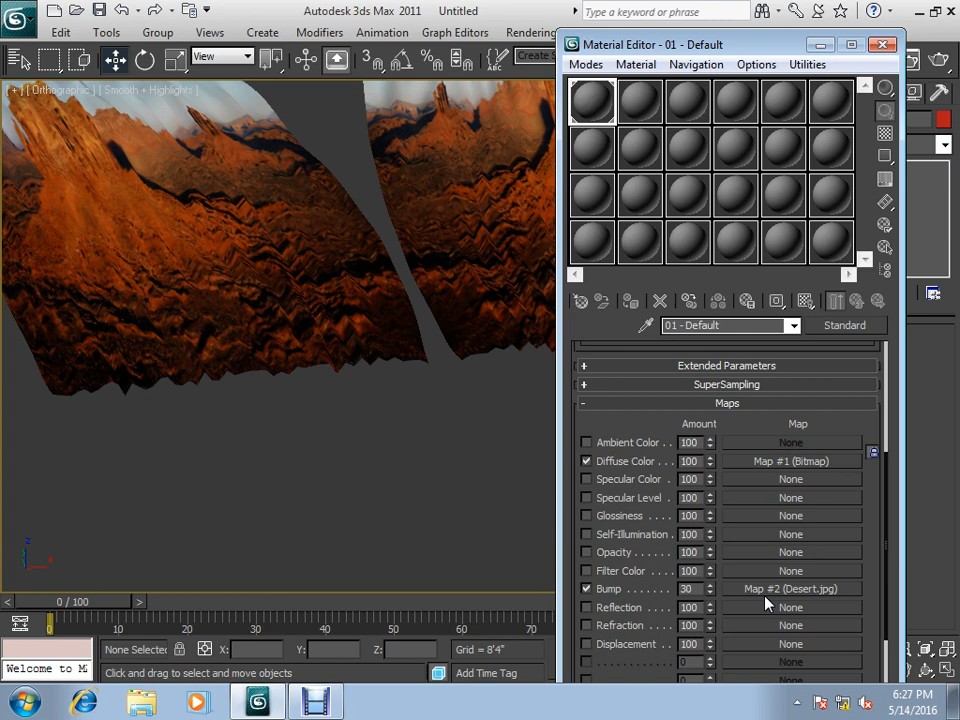 Autodesk 3ds Max 2011
Untitled
Type a keyword or phrase
Edit
Tools
Group
Views
Create
Modifiers
Animation
Graph Editors
Rendering
View
Create S
[ + ] [ Orthographic ] [ Smooth + Highlights ]
Material Editor - 01 - Default
Modes
Material
Navigation
Options
Utilities
01 - Default
Standard
+ Extended Parameters
+ SuperSampling
- Maps
Amount
Map
Ambient Color . . 100 None
Diffuse Color . . . 100 Map #1 (Bitmap)
Specular Color . 100 None
Specular Level . 100 None
Glossiness . . . . 100 None
Self-Illumination . 100 None
Opacity . . . . . . 100 None
Filter Color . . . . 100 None
Bump . . . . . . . 30 Map #2 (Desert.jpg)
Reflection . . . . 100 None
Refraction . . . . 100 None
Displacement . . 100 None
. . . . . . . . . . . . 0 None
z
x
< 0 / 100 >
0 10 20 30 40 50 60 70
None Selected
X:
Y:
Z:
Grid = 8'4"
Welcome to M
Click and drag to select and move objects
Add Time Tag
6:27 PM
5/14/2016